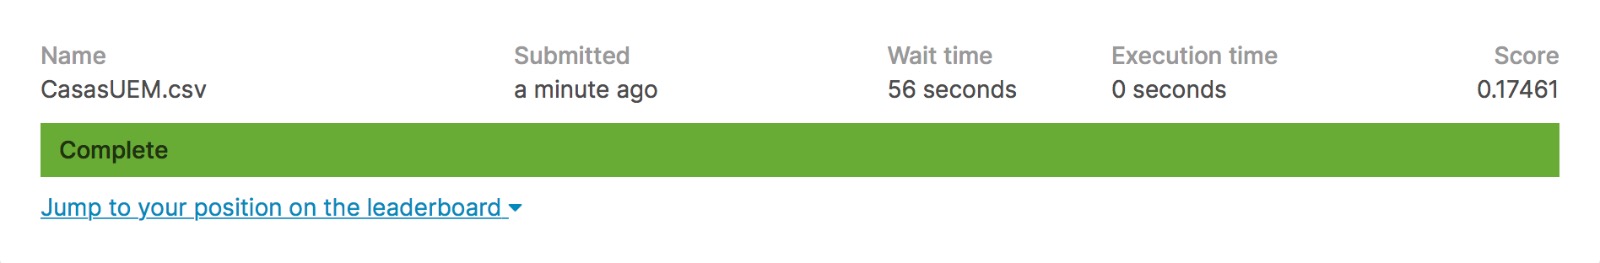 Name Submitted Wait time Execution time Score
CasasUEM.csv a minute ago 56 seconds 0 seconds 0.17461
Complete
Jump to your position on the leaderboard